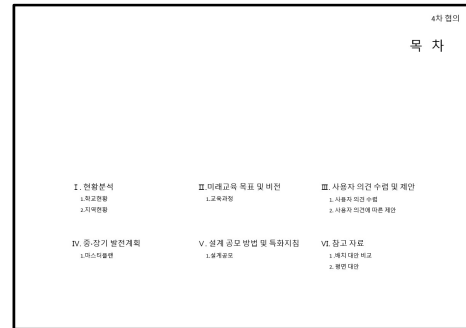 4차 협의
목 차
Ⅰ. 현황분석
1.학교현황
2.지역현황
Ⅱ.미래교육 목표 및 비전
1.교육과정
Ⅲ. 사용자 의견 수렴 및 제안
1. 사용자 의견 수렴
2. 사용자 의견에 따른 제안
Ⅳ. 중·장기 발전계획
1.마스터플랜
Ⅴ. 설계 공모 방법 및 특화지침
1.설계공모
Ⅵ. 참고 자료
1. 배치 대안 비교
2. 평면 대안